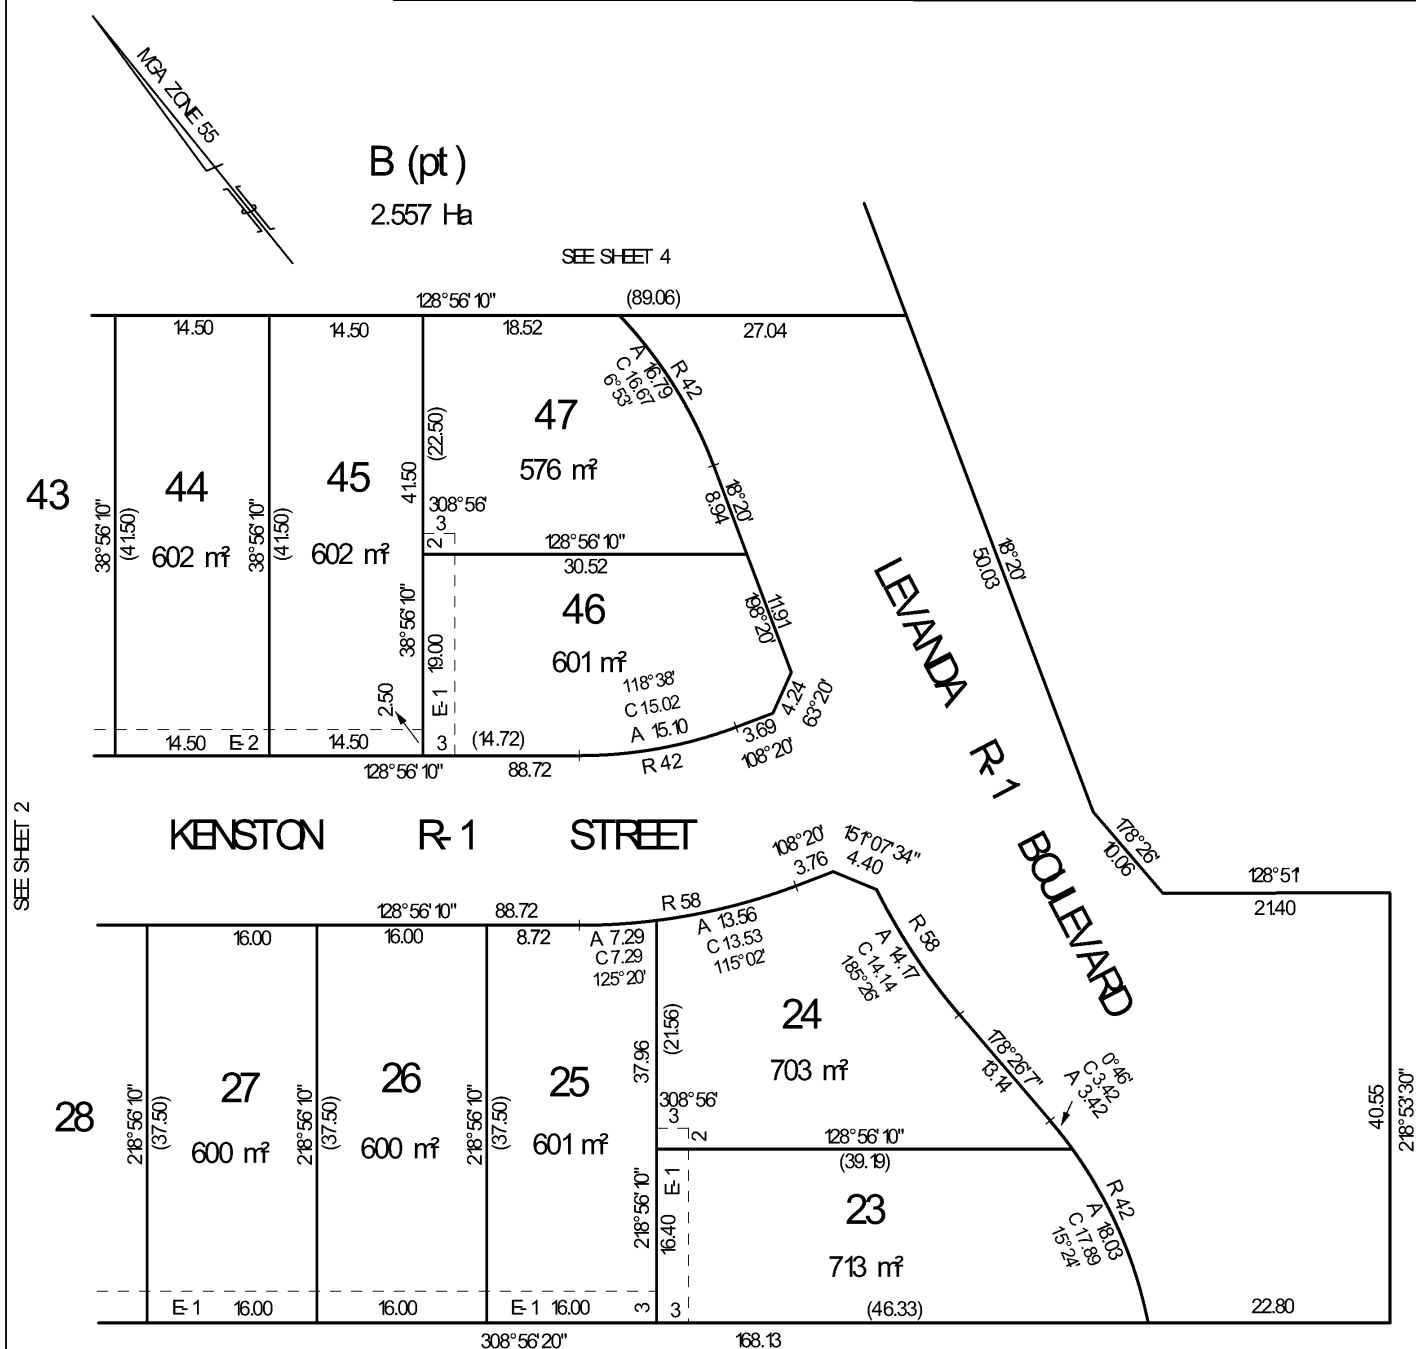 MGA ZONE 55
B (pt)
2.557 Ha
SEE SHEET 4
128°56'10"
(89.06)
14.50
14.50
18.52
27.04
A 16.79
C 16.67
6°53'
R 42
43
44
602 m²
45
602 m²
47
576 m²
38°56'10"
(41.50)
38°56'10"
(41.50)
41.50
(22.50)
308°56'
3
2
18°20'
8.94
128°56'10"
30.52
46
601 m²
11.91
198°20'
38°56'10"
19.00
E-1
2.50
118°38'
C 15.02
A 15.10
R 42
4.24
63°20'
3.69
108°20'
14.50
E-2
14.50
3
(14.72)
128°56'10"
88.72
18°20'
50.03
LEVANDA R-1 BOULEVARD
178°26'
10.06
128°51'
21.40
SEE SHEET 2
KENSTON R-1 STREET
108°20'
3.76
151°07'34"
4.40
128°56'10"
88.72
R 58
16.00
16.00
8.72
A 7.29
C 7.29
125°20'
A 13.56
C 13.53
115°02'
R 58
A 14.17
C 14.14
185°26'
28
27
600 m²
26
600 m²
25
601 m²
24
703 m²
218°56'10"
(37.50)
218°56'10"
(37.50)
218°56'10"
(37.50)
37.96
(21.56)
308°56'
3
2
178°26'7"
13.14
0°46'
C 3.42
A 3.42
128°56'10"
(39.19)
40.55
218°53'30"
218°56'10"
16.40
E-1
23
713 m²
R 42
A 18.03
C 17.89
15°24'
E-1
16.00
16.00
E-1
16.00
3
3
(46.33)
22.80
308°56'20"
168.13